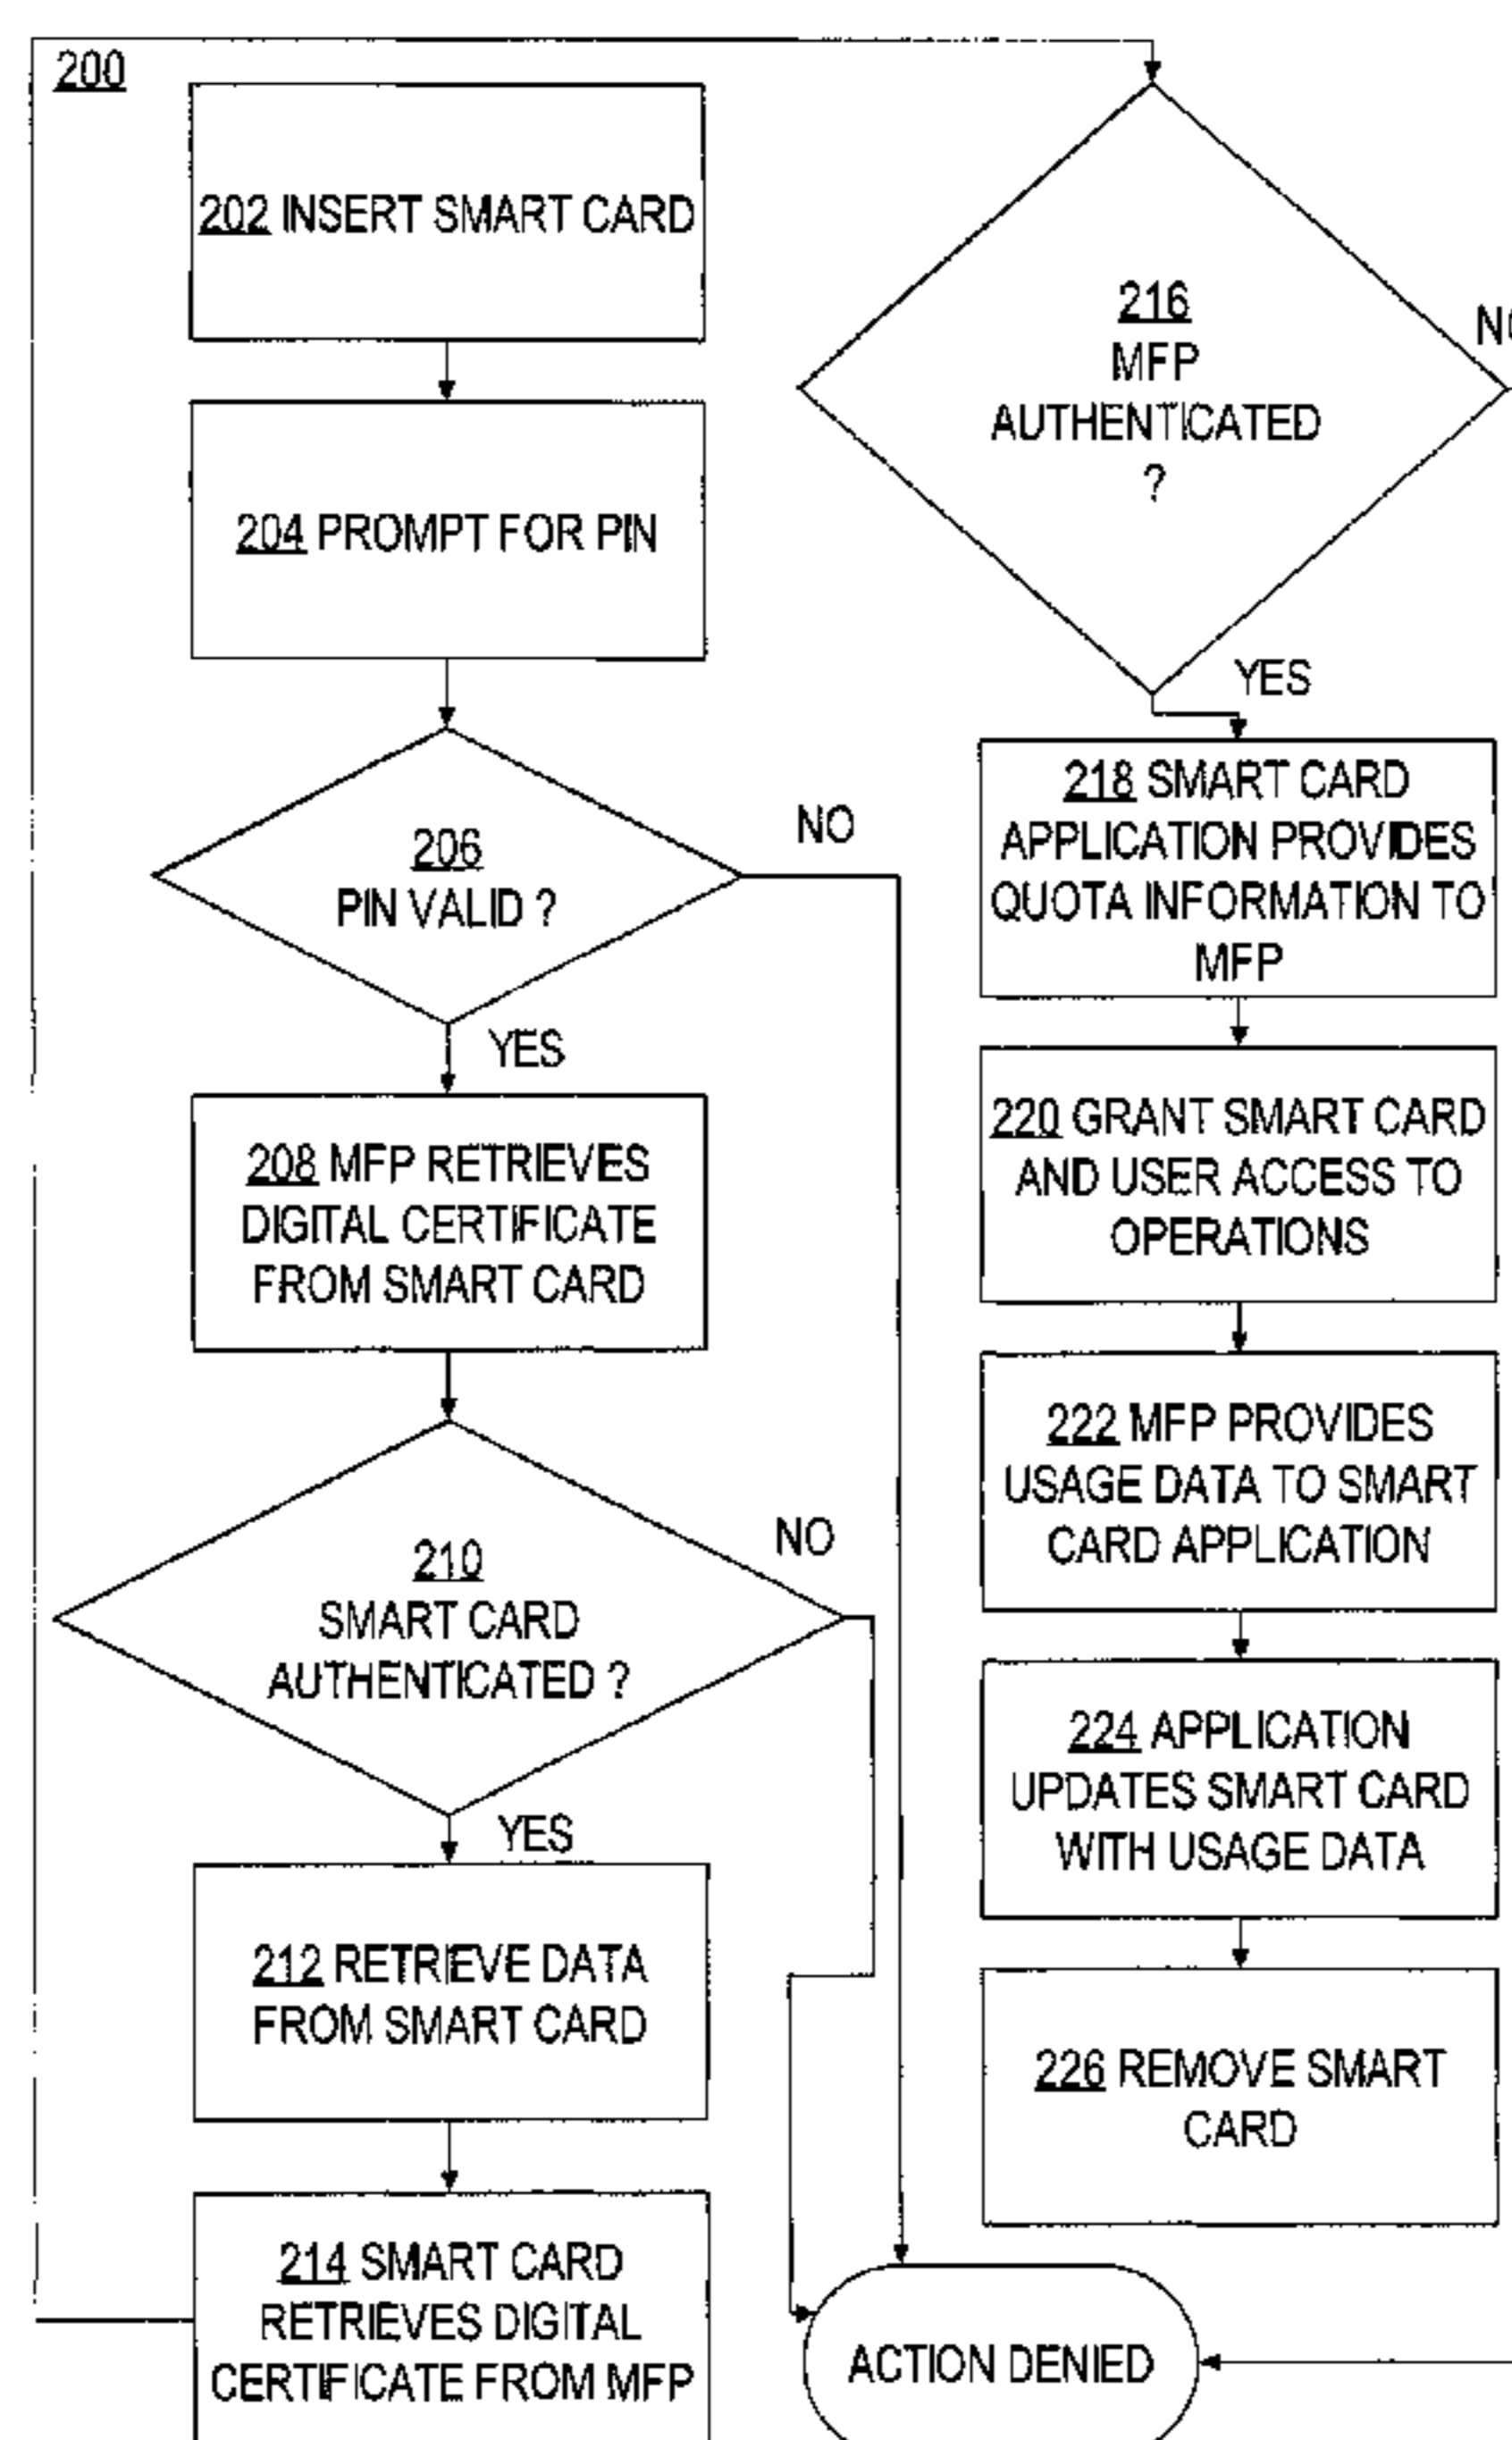 200
202 INSERT SMART CARD
204 PROMPT FOR PIN
206
PIN VALID ?
NO
YES
208 MFP RETRIEVES
DIGITAL CERTIFICATE
FROM SMART CARD
210
SMART CARD
AUTHENTICATED ?
NO
YES
212 RETRIEVE DATA
FROM SMART CARD
214 SMART CARD
RETRIEVES DIGITAL
CERTIFICATE FROM MFP
216
MFP
AUTHENTICATED
?
NO
YES
218 SMART CARD
APPLICATION PROVIDES
QUOTA INFORMATION TO
MFP
220 GRANT SMART CARD
AND USER ACCESS TO
OPERATIONS
222 MFP PROVIDES
USAGE DATA TO SMART
CARD APPLICATION
224 APPLICATION
UPDATES SMART CARD
WITH USAGE DATA
226 REMOVE SMART
CARD
ACTION DENIED